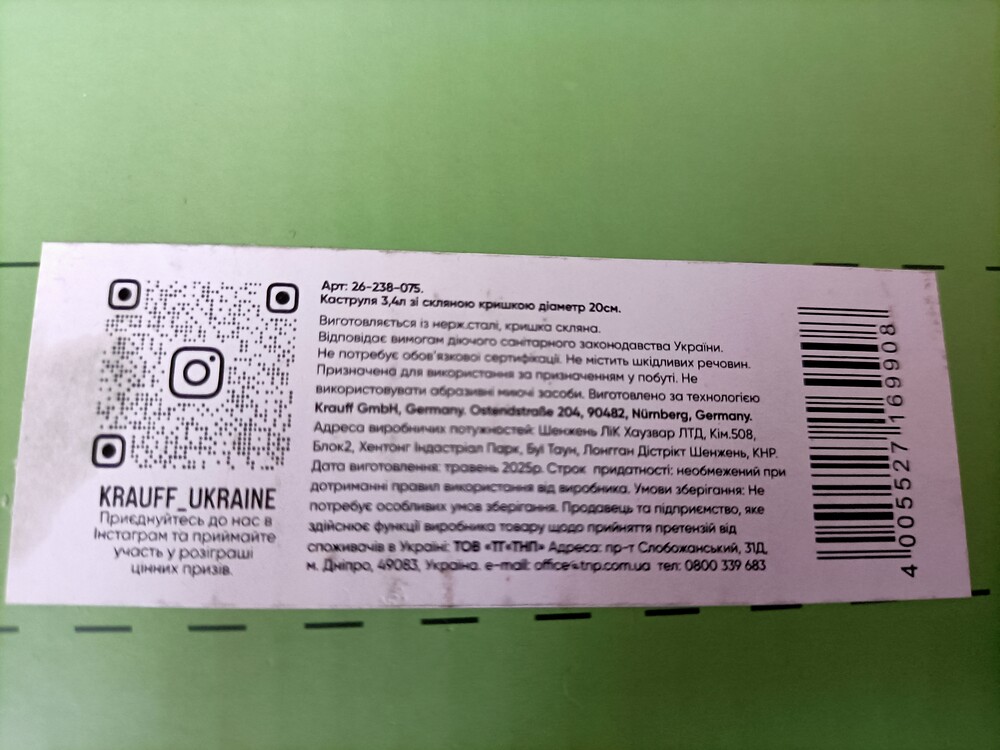 KRAUFF_UKRAINE
Приєднуйтесь до нас в
Інстаграм та приймайте
участь у розіграші
цінних призів.
Арт: 26-238-075.
Каструля 3,4л зі скляною кришкою діаметр 20см.
Виготовляється із нерж.сталі, кришка скляна.
Відповідає вимогам діючого санітарного законодавства України.
Не потребує обов'язкової сертифікації. Не містить шкідливих речовин.
Призначена для використання за призначенням у побуті. Не
використовувати абразивні миючі засоби. Виготовлено за технологією
Krauff GmbH, Germany. Ostendstraße 204, 90482, Nürnberg, Germany.
Адреса виробничих потужностей: Шенжень ЛіК Хаузвар ЛТД, Кім.508,
Блок2, Хентонг Індастріал Парк, Буі Таун, Лонгган Дістрікт Шенжень, КНР.
Дата виготовлення: травень 2025р. Строк придатності: необмежений при
дотриманні правил використання від виробника. Умови зберігання: Не
потребує особливих умов зберігання. Продавець та підприємство, яке
здійснює функції виробника товару щодо прийняття претензій від
споживачів в Україні: ТОВ «ТГ«ТНП» Адреса: пр-т Слобожанський, 31Д,
м. Дніпро, 49083, Україна. e-mail: office@tnp.com.ua тел: 0800 339 683
4 005527 169908